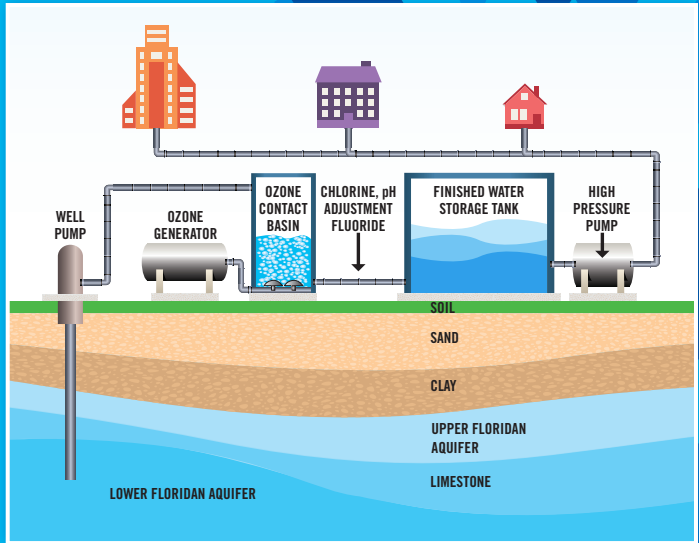 WELL
PUMP
OZONE
GENERATOR
OZONE
CONTACT
BASIN
CHLORINE, pH
ADJUSTMENT
FLUORIDE
FINISHED WATER
STORAGE TANK
HIGH
PRESSURE
PUMP
SOIL
SAND
CLAY
UPPER FLORIDAN
AQUIFER
LIMESTONE
LOWER FLORIDAN AQUIFER